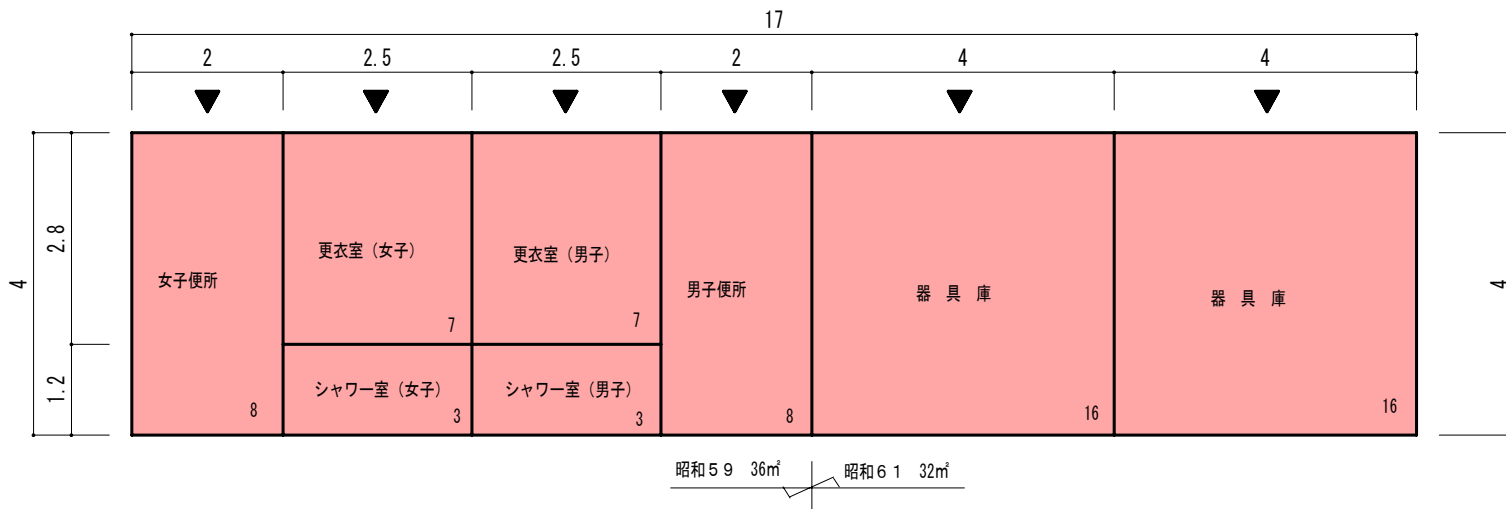 17
2 2.5 2.5 2 4 4
4 2.8 1.2
女子便所 8
更衣室（女子） 7
シャワー室（女子） 3
更衣室（男子） 7
シャワー室（男子） 3
男子便所 8
器　具　庫 16
器　具　庫 16
4
昭和５９　36㎡
昭和６１　32㎡